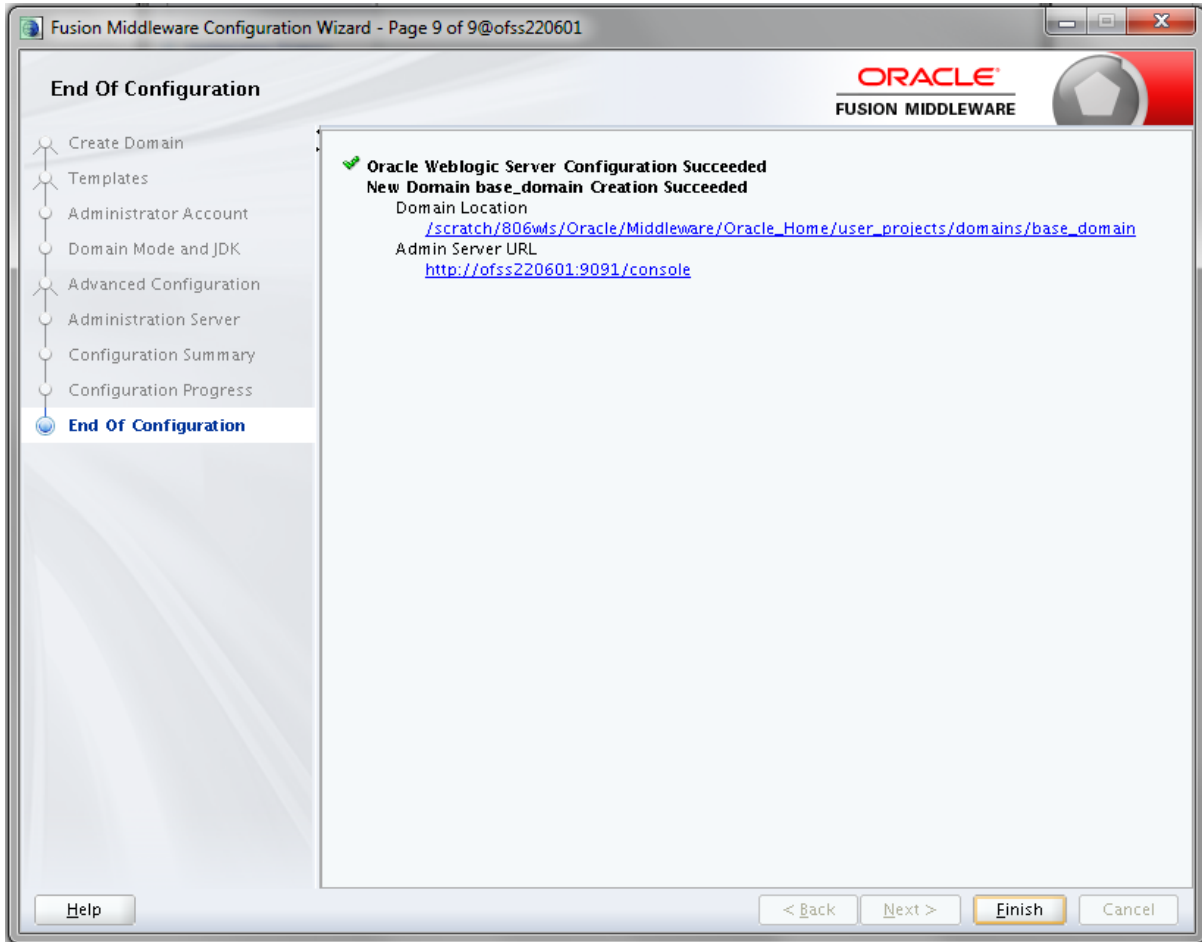 Fusion Middleware Configuration Wizard - Page 9 of 9@ofss220601
End Of Configuration
ORACLE
FUSION MIDDLEWARE
Create Domain
Templates
Administrator Account
Domain Mode and JDK
Advanced Configuration
Administration Server
Configuration Summary
Configuration Progress
End Of Configuration
Oracle Weblogic Server Configuration Succeeded
New Domain base_domain Creation Succeeded
Domain Location
/scratch/806wls/Oracle/Middleware/Oracle_Home/user_projects/domains/base_domain
Admin Server URL
http://ofss220601:9091/console
Help
< Back
Next >
Finish
Cancel